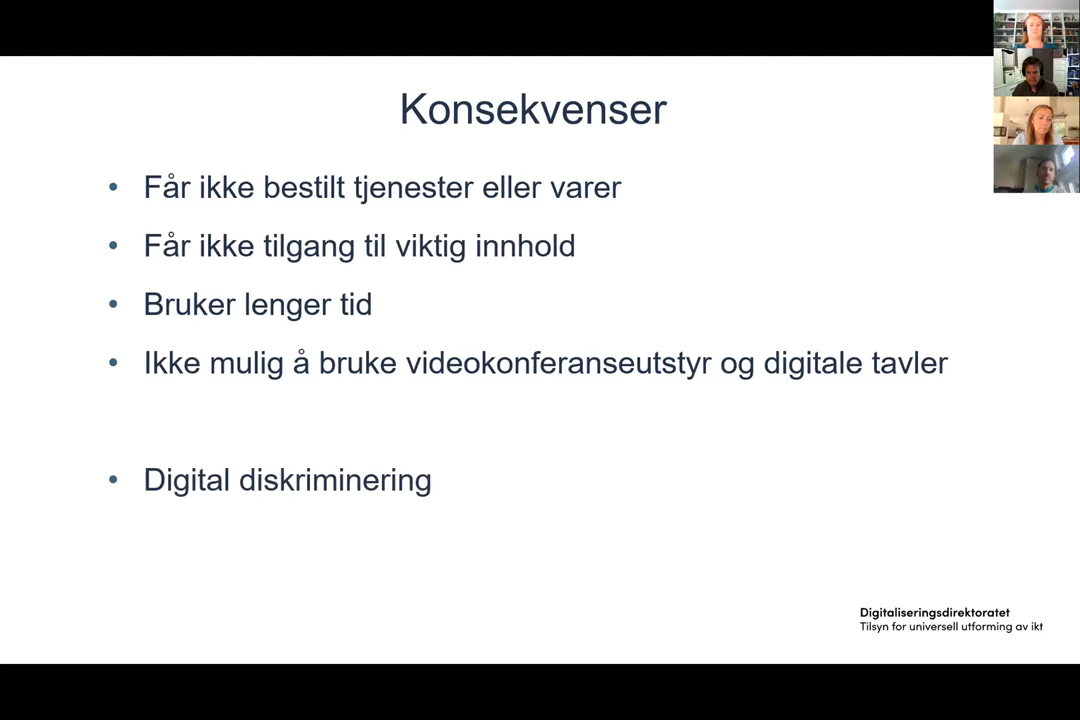 Konsekvenser
• Får ikke bestilt tjenester eller varer
• Får ikke tilgang til viktig innhold
• Bruker lenger tid
• Ikke mulig å bruke videokonferanseutstyr og digitale tavler
• Digital diskriminering
Digitaliseringsdirektoratet
Tilsyn for universell utforming av ikt